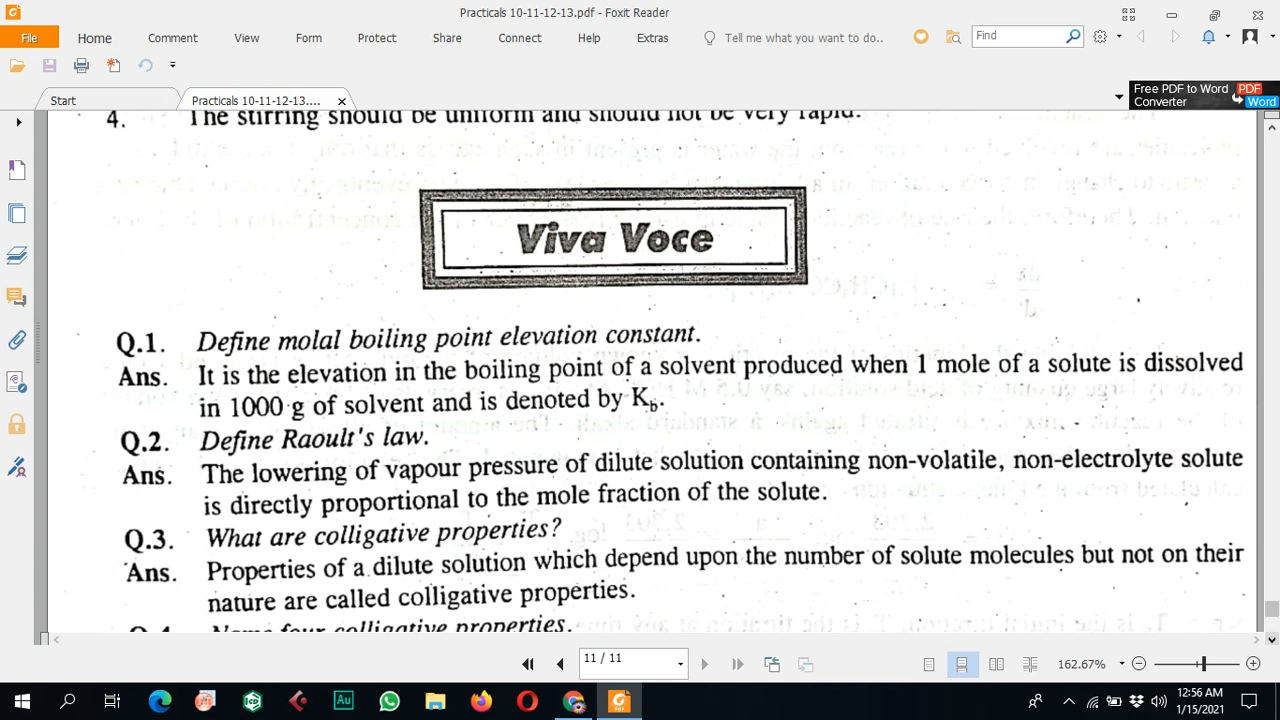 Practicals 10-11-12-13.pdf - Foxit Reader
File Home Comment View Form Protect Share Connect Help Extras Tell me what you want to do.. Find
Start Practicals 10-11-12-13.... Free PDF to Word Converter PDF Word
4. The stirring should be uniform and should not be very rapid.
Viva Voce
Q.1. Define molal boiling point elevation constant.
Ans. It is the elevation in the boiling point of a solvent produced when 1 mole of a solute is dissolved
in 1000 g of solvent and is denoted by Kb.
Q.2. Define Raoult's law.
Ans. The lowering of vapour pressure of dilute solution containing non-volatile, non-electrolyte solute
is directly proportional to the mole fraction of the solute.
Q.3. What are colligative properties?
Ans. Properties of a dilute solution which depend upon the number of solute molecules but not on their
nature are called colligative properties.
Q.4. Name four colligative properties.
11 / 11 162.67%
Au 12:56 AM
1/15/2021